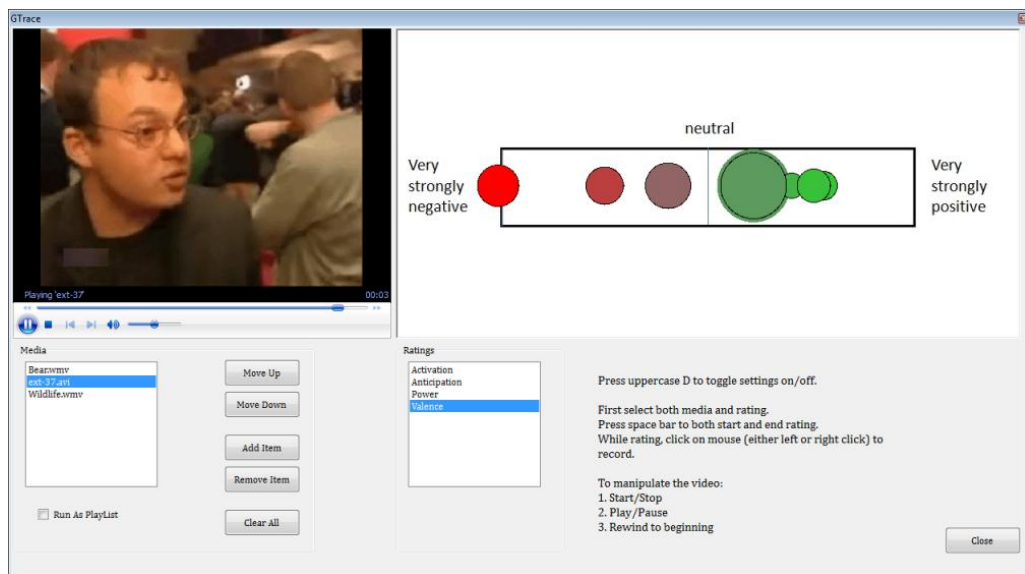 GTrace
Playing 'ext-37'
00:03
neutral
Very
strongly
negative
Very
strongly
positive
Media
Bear.wmv
ext-37.avi
Wildlife.wmv
Move Up
Move Down
Add Item
Remove Item
Clear All
Run As PlayList
Ratings
Activation
Anticipation
Power
Valence
Press uppercase D to toggle settings on/off.
First select both media and rating.
Press space bar to both start and end rating.
While rating, click on mouse (either left or right click) to
record.
To manipulate the video:
1. Start/Stop
2. Play/Pause
3. Rewind to beginning
Close